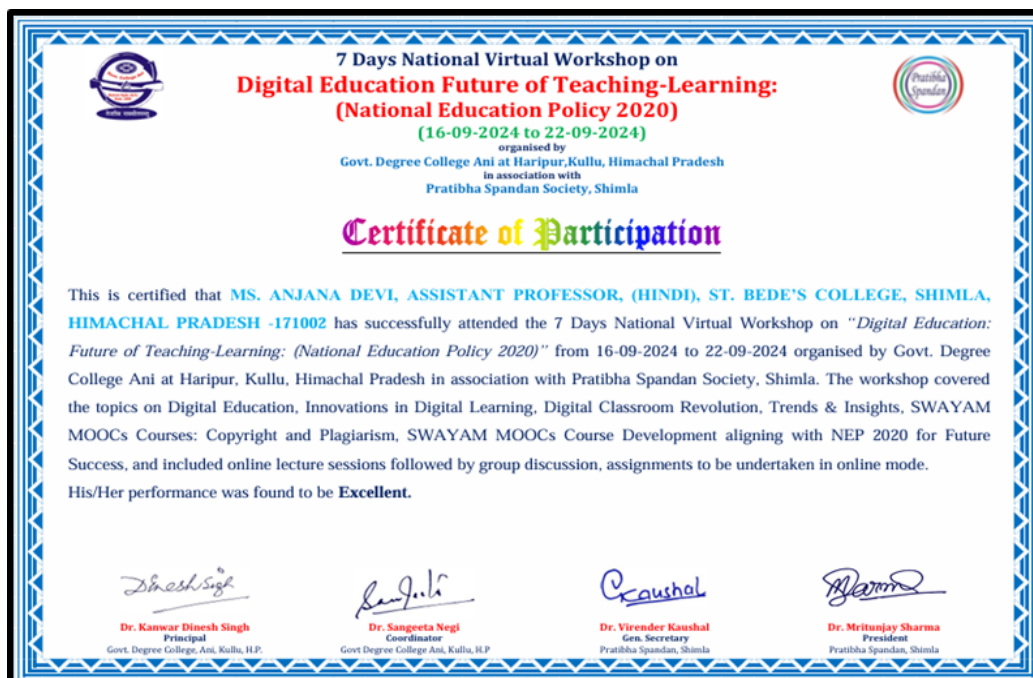 7 Days National Virtual Workshop on
Digital Education Future of Teaching-Learning:
(National Education Policy 2020)
(16-09-2024 to 22-09-2024)
organised by
Govt. Degree College Ani at Haripur,Kullu, Himachal Pradesh
in association with
Pratibha Spandan Society, Shimla
Pratibha
Spandan
Certificate of Participation
This is certified that MS. ANJANA DEVI, ASSISTANT PROFESSOR, (HINDI), ST. BEDE'S COLLEGE, SHIMLA,
HIMACHAL PRADESH -171002 has successfully attended the 7 Days National Virtual Workshop on "Digital Education:
Future of Teaching-Learning: (National Education Policy 2020)" from 16-09-2024 to 22-09-2024 organised by Govt. Degree
College Ani at Haripur, Kullu, Himachal Pradesh in association with Pratibha Spandan Society, Shimla. The workshop covered
the topics on Digital Education, Innovations in Digital Learning, Digital Classroom Revolution, Trends & Insights, SWAYAM
MOOCs Courses: Copyright and Plagiarism, SWAYAM MOOCs Course Development aligning with NEP 2020 for Future
Success, and included online lecture sessions followed by group discussion, assignments to be undertaken in online mode.
His/Her performance was found to be Excellent.
Dinesh Singh
Kaushal
Dr. Kanwar Dinesh Singh
Principal
Govt. Degree College, Ani, Kullu, H.P.
Dr. Sangeeta Negi
Coordinator
Govt Degree College Ani, Kullu, H.P
Dr. Virender Kaushal
Gen. Secretary
Pratibha Spandan, Shimla
Dr. Mritunjay Sharma
President
Pratibha Spandan, Shimla